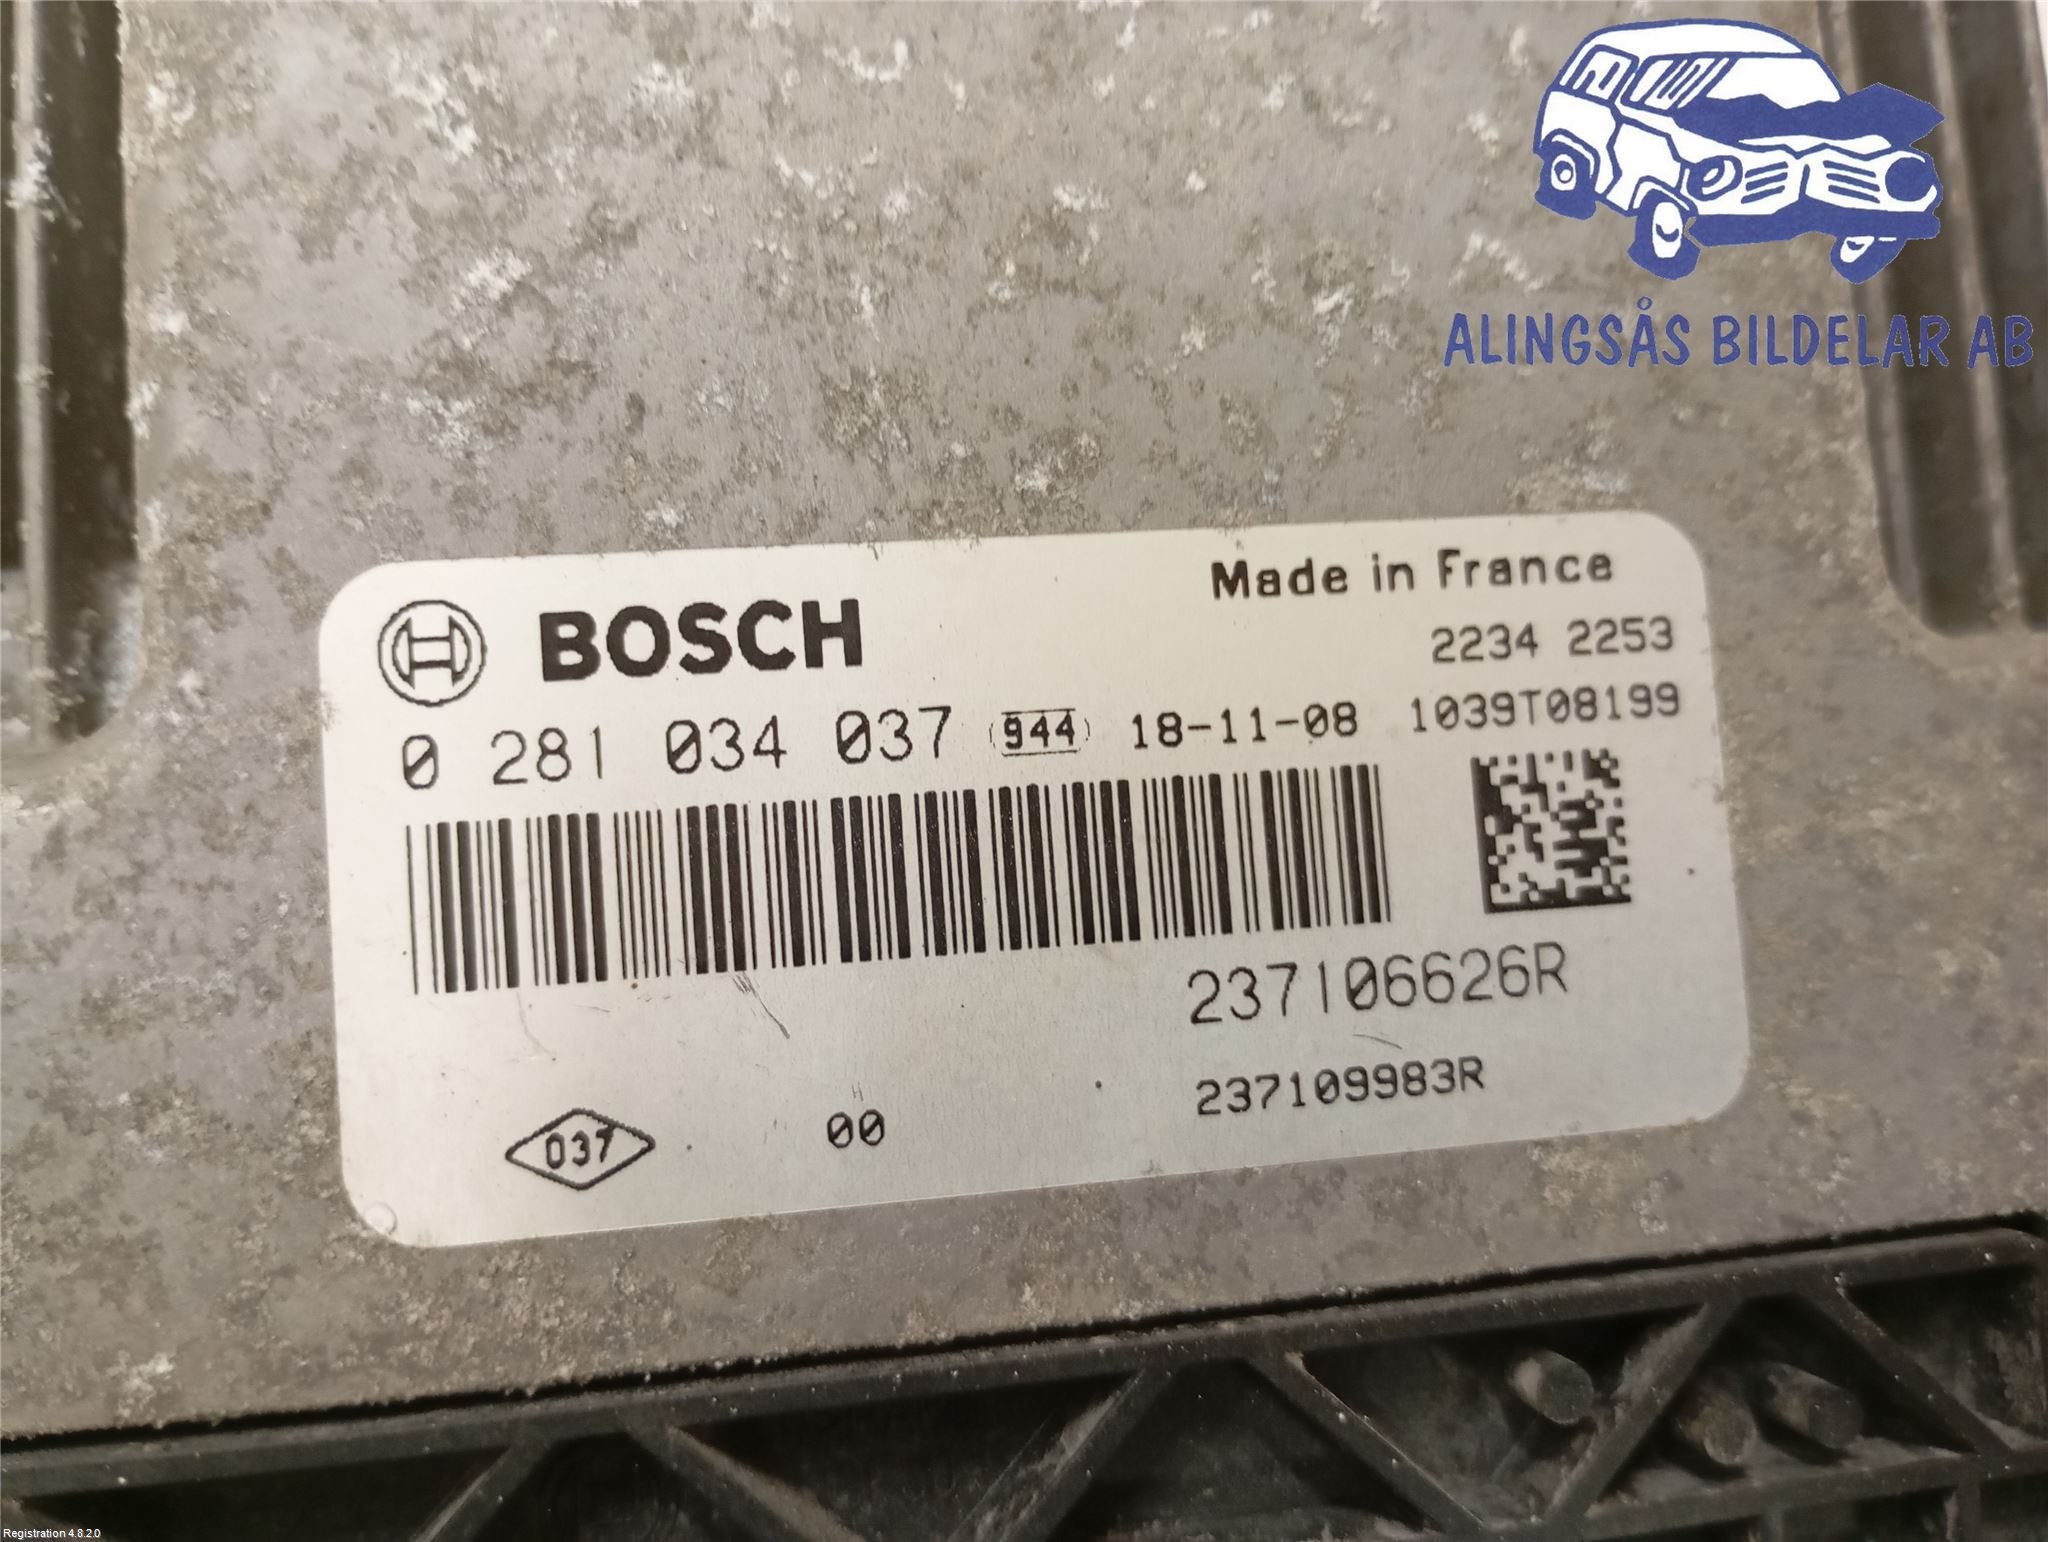 ALINGSÅS BILDELAR AB
Made in France
BOSCH
2234 2253
0 281 034 037 944 18-11-08 1039T08199
237106626R
237109983R
037 00
Registration 4.8.2.0